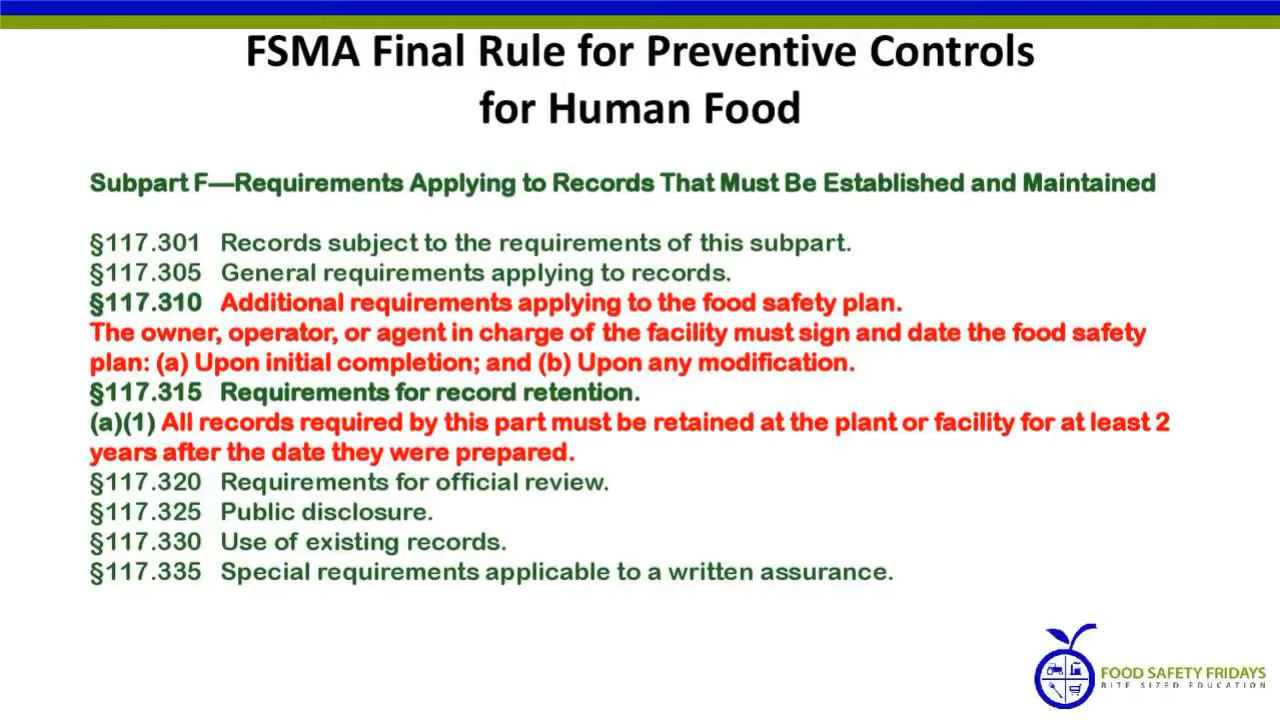 FSMA Final Rule for Preventive Controls
for Human Food
Subpart F—Requirements Applying to Records That Must Be Established and Maintained
§117.301 Records subject to the requirements of this subpart.
§117.305 General requirements applying to records.
§117.310 Additional requirements applying to the food safety plan.
The owner, operator, or agent in charge of the facility must sign and date the food safety
plan: (a) Upon initial completion; and (b) Upon any modification.
§117.315 Requirements for record retention.
(a)(1) All records required by this part must be retained at the plant or facility for at least 2
years after the date they were prepared.
§117.320 Requirements for official review.
§117.325 Public disclosure.
§117.330 Use of existing records.
§117.335 Special requirements applicable to a written assurance.
FOOD SAFETY FRIDAYS
BITE SIZED EDUCATION